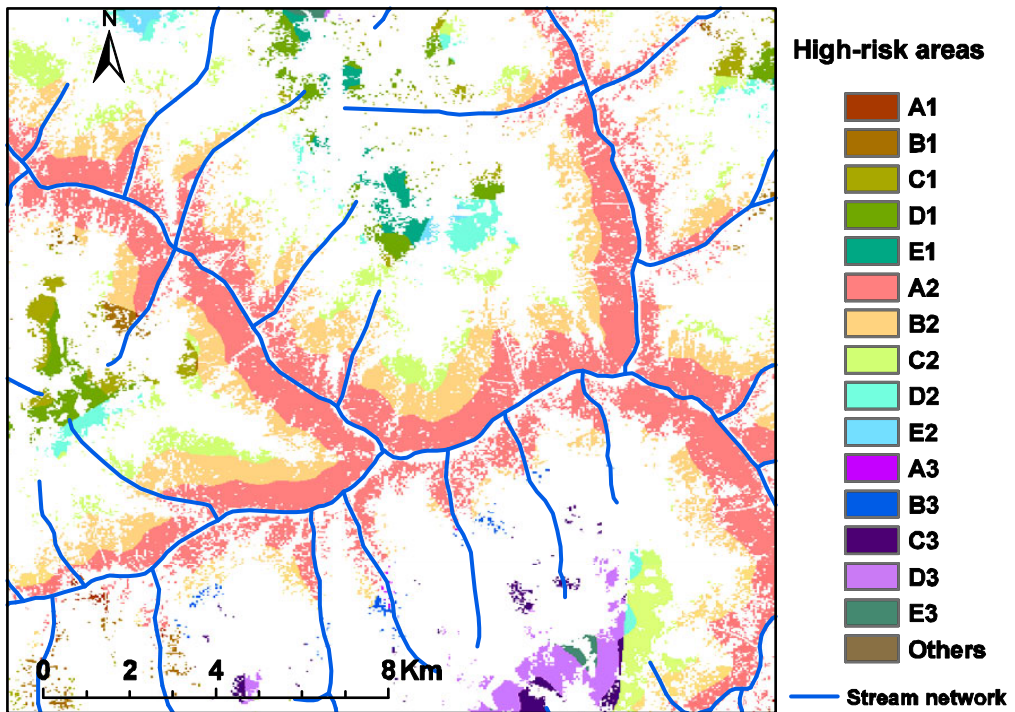 N
High-risk areas
A1
B1
C1
D1
E1
A2
B2
C2
D2
E2
A3
B3
C3
D3
E3
Others
0 2 4 8 Km
Stream network